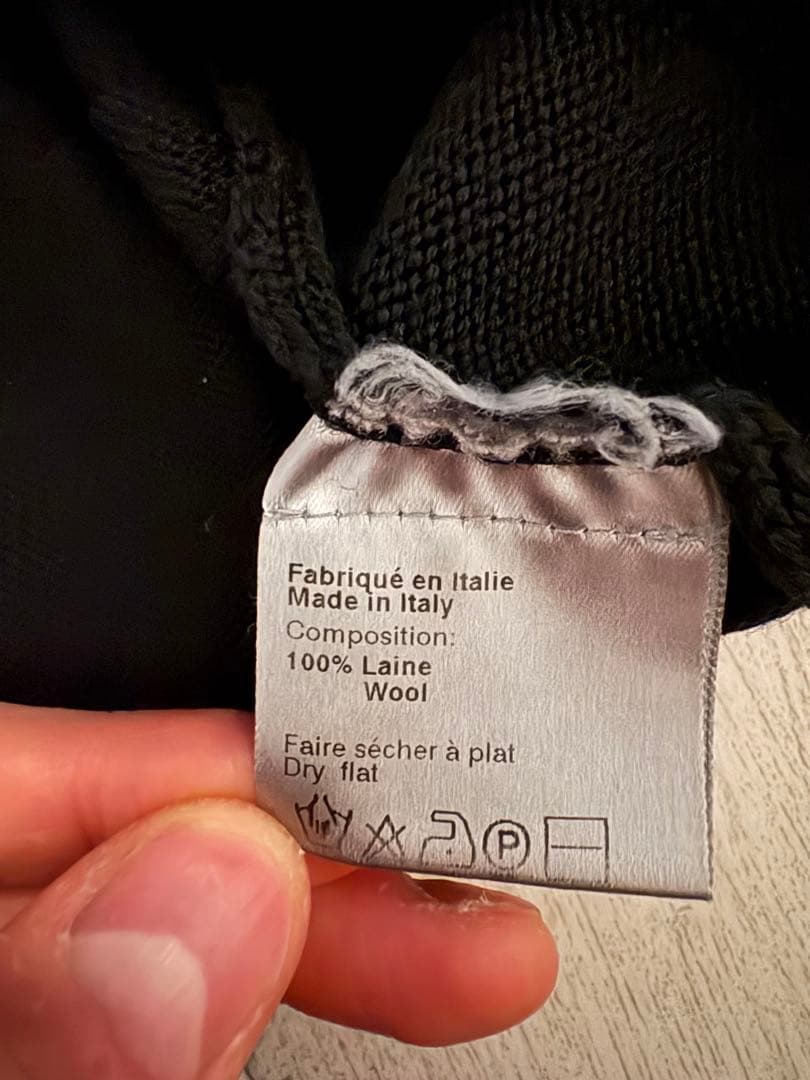 Fabriqué en Italie
Made in Italy
Composition:
100% Laine
Wool
Faire sécher à plat
Dry flat
P